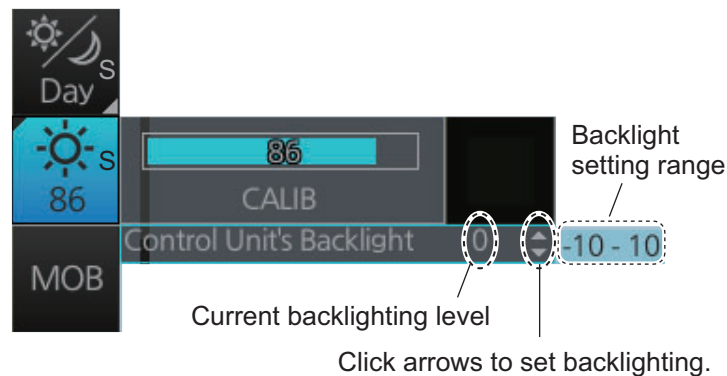 S
Day
S
86
86
CALIB
Backlight
setting range
Control Unit's Backlight 0 -10 - 10
MOB
Current backlighting level
Click arrows to set backlighting.